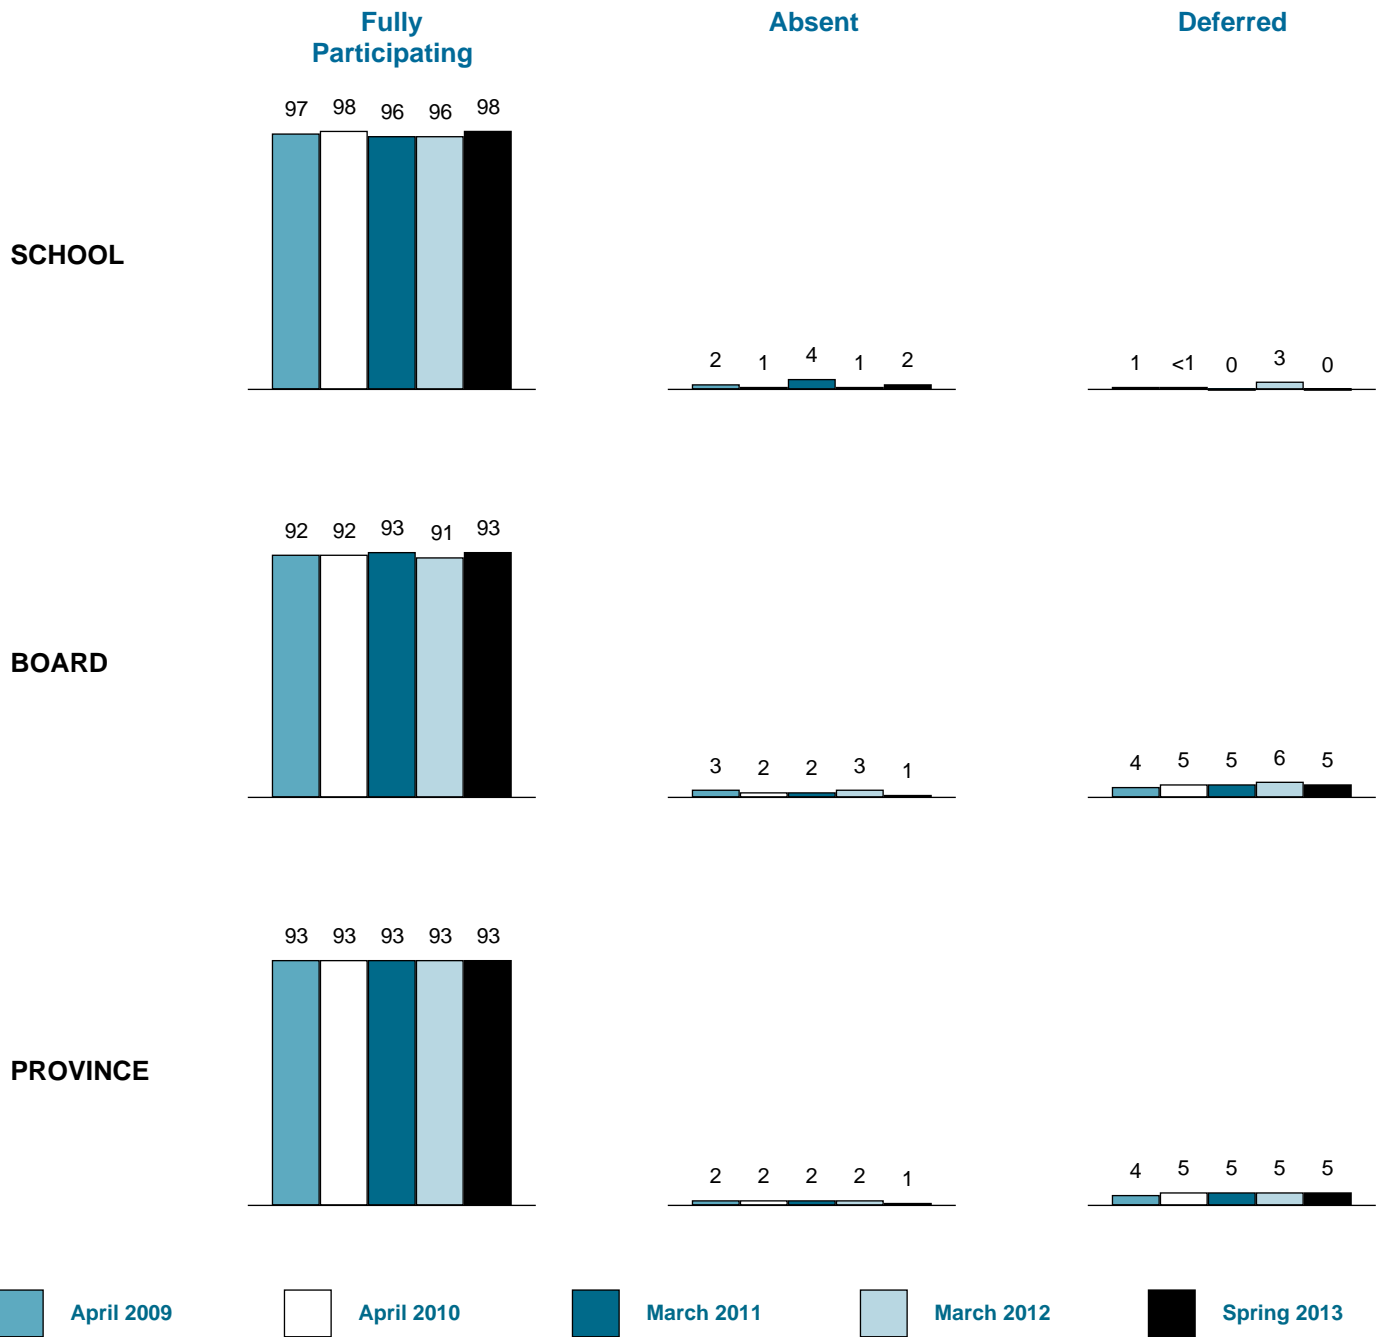 Fully
Participating
Absent
Deferred
97 98 96 96 98
2 1 4 1 2
1 <1 0 3 0
SCHOOL
92 92 93 91 93
3 2 2 3 1
4 5 5 6 5
BOARD
93 93 93 93 93
2 2 2 2 1
4 5 5 5 5
PROVINCE
April 2009 April 2010 March 2011 March 2012 Spring 2013